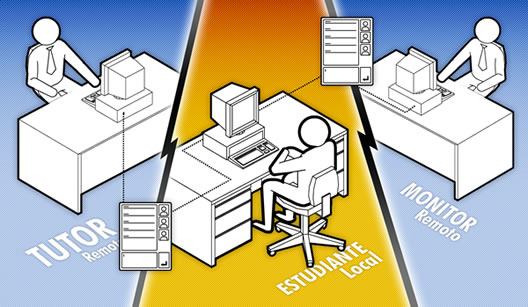 TUTOR
Remoto
ESTUDIANTE
Local
MONITOR
Remoto